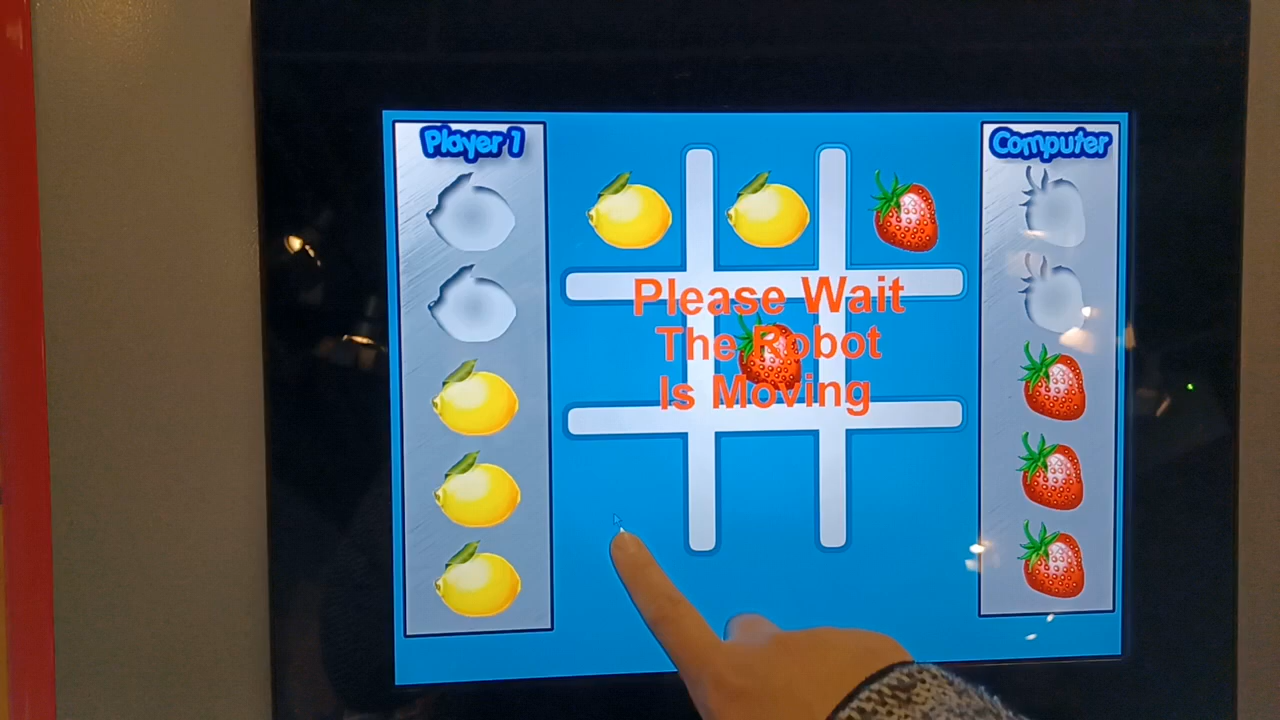 Player 1
Computer
Please Wait
The Robot
Is Moving